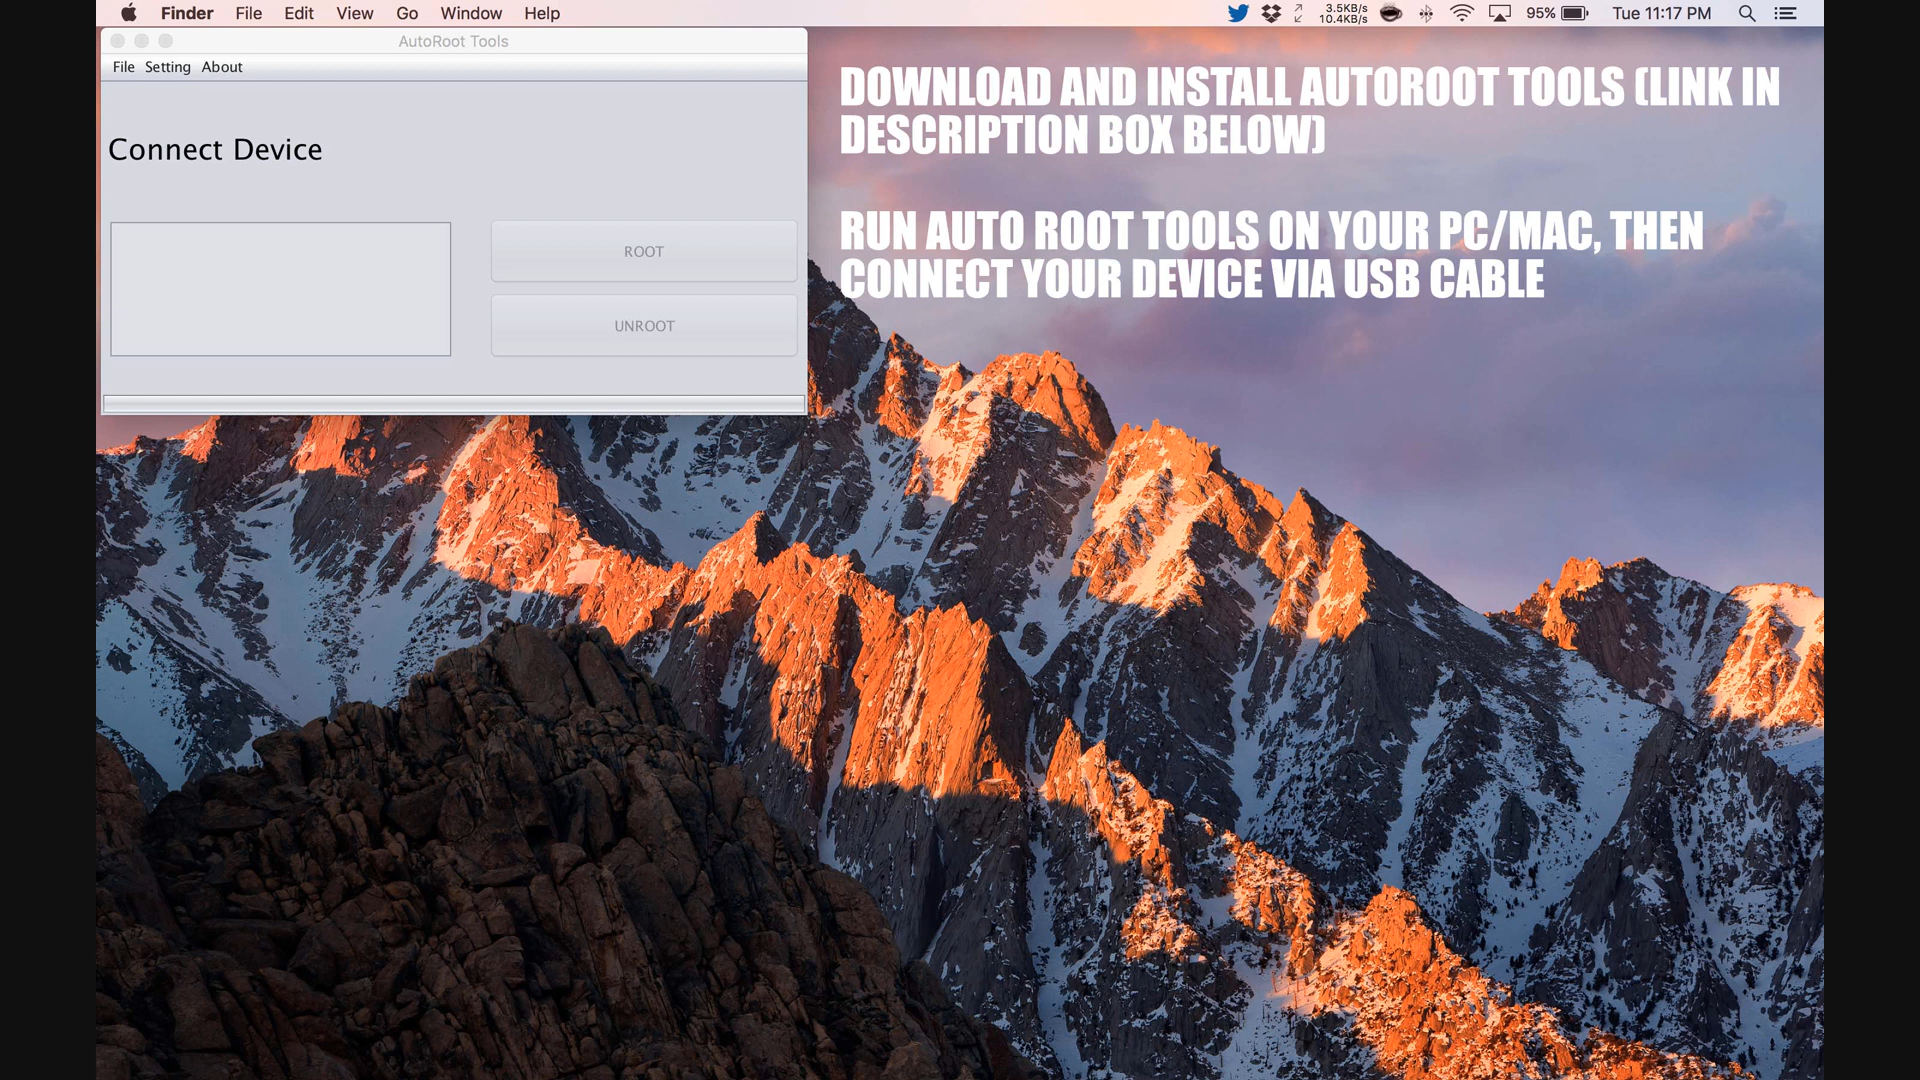 Finder File Edit View Go Window Help
3.5KB/s
10.4KB/s
95%
Tue 11:17 PM
AutoRoot Tools
File Setting About
Connect Device
ROOT
UNROOT
DOWNLOAD AND INSTALL AUTOROOT TOOLS (LINK IN
DESCRIPTION BOX BELOW)
RUN AUTO ROOT TOOLS ON YOUR PC/MAC, THEN
CONNECT YOUR DEVICE VIA USB CABLE